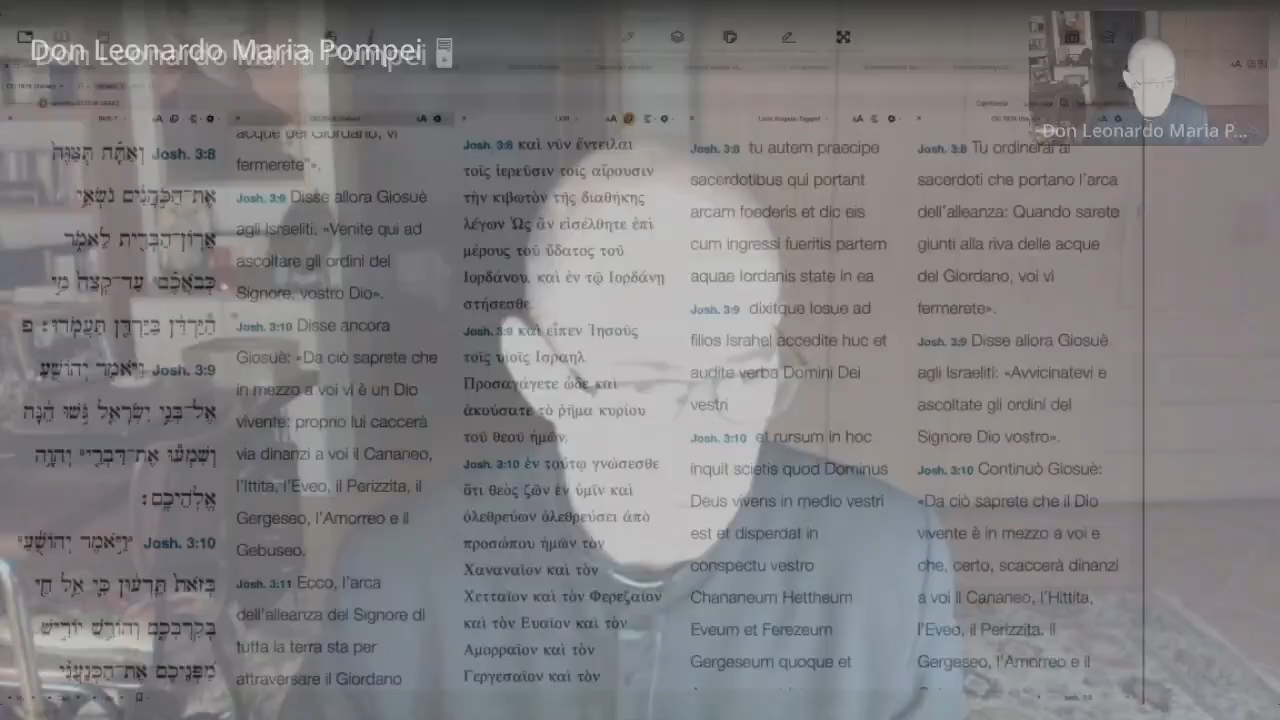 Don Leonardo Maria Pompei
Don Leonardo Maria P...
Josh. 3:8 וְאַתָּה תְּצַוֶּה
אֶת־הַכֹּהֲנִים נֹשְׂאֵי
אֲרוֹן־הַבְּרִית לֵאמֹר
כְּבֹאֲכֶם עַד־קְצֵה מֵי
הַיַּרְדֵּן בַּיַּרְדֵּן תַּעֲמֹדוּ׃ פ
Josh. 3:9 וַיֹּאמֶר יְהוֹשֻׁעַ
אֶל־בְּנֵי יִשְׂרָאֵל גֹּשׁוּ הֵנָּה
וְשִׁמְעוּ אֶת־דִּבְרֵי יְהוָה
אֱלֹהֵיכֶם׃
Josh. 3:10 וַיֹּאמֶר יְהוֹשֻׁעַ
בְּזֹאת תֵּדְעוּן כִּי אֵל חַי
בְּקִרְבְּכֶם וְהוֹרֵשׁ יוֹרִישׁ
מִפְּנֵיכֶם אֶת־הַכְּנַעֲנִי
acque del Giordano, vi
fermerete"».
Josh. 3:9 Disse allora Giosuè
agli Israeliti: «Venite qui ad
ascoltare gli ordini del
Signore, vostro Dio».
Josh. 3:10 Disse ancora
Giosuè: «Da ciò saprete che
in mezzo a voi vi è un Dio
vivente: proprio lui caccerà
via dinanzi a voi il Cananeo,
l'Ittita, l'Eveo, il Perizzita, il
Gergeseo, l'Amorreo e il
Gebuseo.
Josh. 3:11 Ecco, l'arca
dell'alleanza del Signore di
tutta la terra sta per
attraversare il Giordano
Josh. 3:8 καὶ νῦν ἔντειλαι
τοῖς ἱερεῦσιν τοῖς αἴρουσιν
τὴν κιβωτὸν τῆς διαθήκης
λέγων Ὡς ἂν εἰσέλθητε ἐπὶ
μέρους τοῦ ὕδατος τοῦ
Ιορδάνου, καὶ ἐν τῷ Ιορδάνῃ
στήσεσθε.
Josh. 3:9 καὶ εἶπεν Ἰησοῦς
τοῖς υἱοῖς Ισραηλ
Προσαγάγετε ὧδε καὶ
ἀκούσατε τὸ ῥῆμα κυρίου
τοῦ θεοῦ ἡμῶν.
Josh. 3:10 ἐν τούτῳ γνώσεσθε
ὅτι θεὸς ζῶν ἐν ὑμῖν καὶ
ὀλεθρεύων ὀλεθρεύσει ἀπὸ
προσώπου ἡμῶν τὸν
Χαναναῖον καὶ τὸν
Χετταῖον καὶ τὸν Φερεζαῖον
καὶ τὸν Ευαῖον καὶ τὸν
Αμορραῖον καὶ τὸν
Γεργεσαῖον καὶ τὸν
Josh. 3:8 tu autem praecipe
sacerdotibus qui portant
arcam foederis et dic eis
cum ingressi fueritis partem
aquae Iordanis state in ea
Josh. 3:9 dixitque Iosue ad
filios Israhel accedite huc et
audite verba Domini Dei
vestri
Josh. 3:10 et rursum in hoc
inquit scietis quod Dominus
Deus vivens in medio vestri
est et disperdat in
conspectu vestro
Chananeum Hettheum
Eveum et Ferezeum
Gergeseum quoque et
Josh. 3:8 Tu ordinerai ai
sacerdoti che portano l'arca
dell'alleanza: Quando sarete
giunti alla riva delle acque
del Giordano, voi vi
fermerete».
Josh. 3:9 Disse allora Giosuè
agli Israeliti: «Avvicinatevi e
ascoltate gli ordini del
Signore Dio vostro».
Josh. 3:10 Continuò Giosuè:
«Da ciò saprete che il Dio
vivente è in mezzo a voi e
che, certo, scaccerà dinanzi
a voi il Cananeo, l'Hittita,
l'Eveo, il Perizzita, il
Gergeseo, l'Amorreo e il